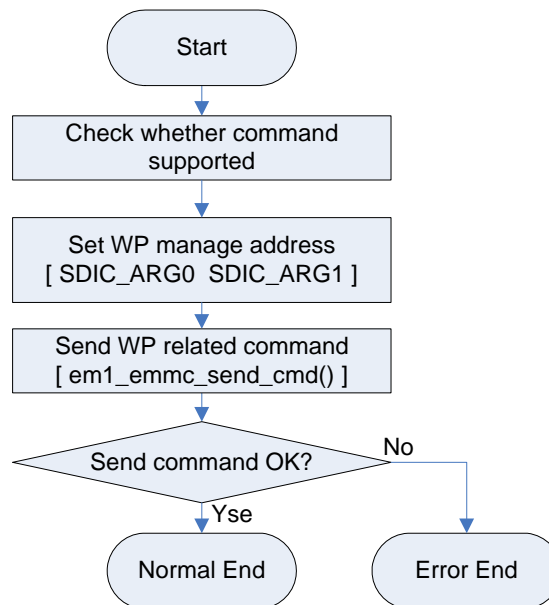 Start
Check whether command
supported
Set WP manage address
[ SDIC_ARG0  SDIC_ARG1 ]
Send WP related command
[ em1_emmc_send_cmd() ]
Send command OK?
No
Yse
Normal End
Error End